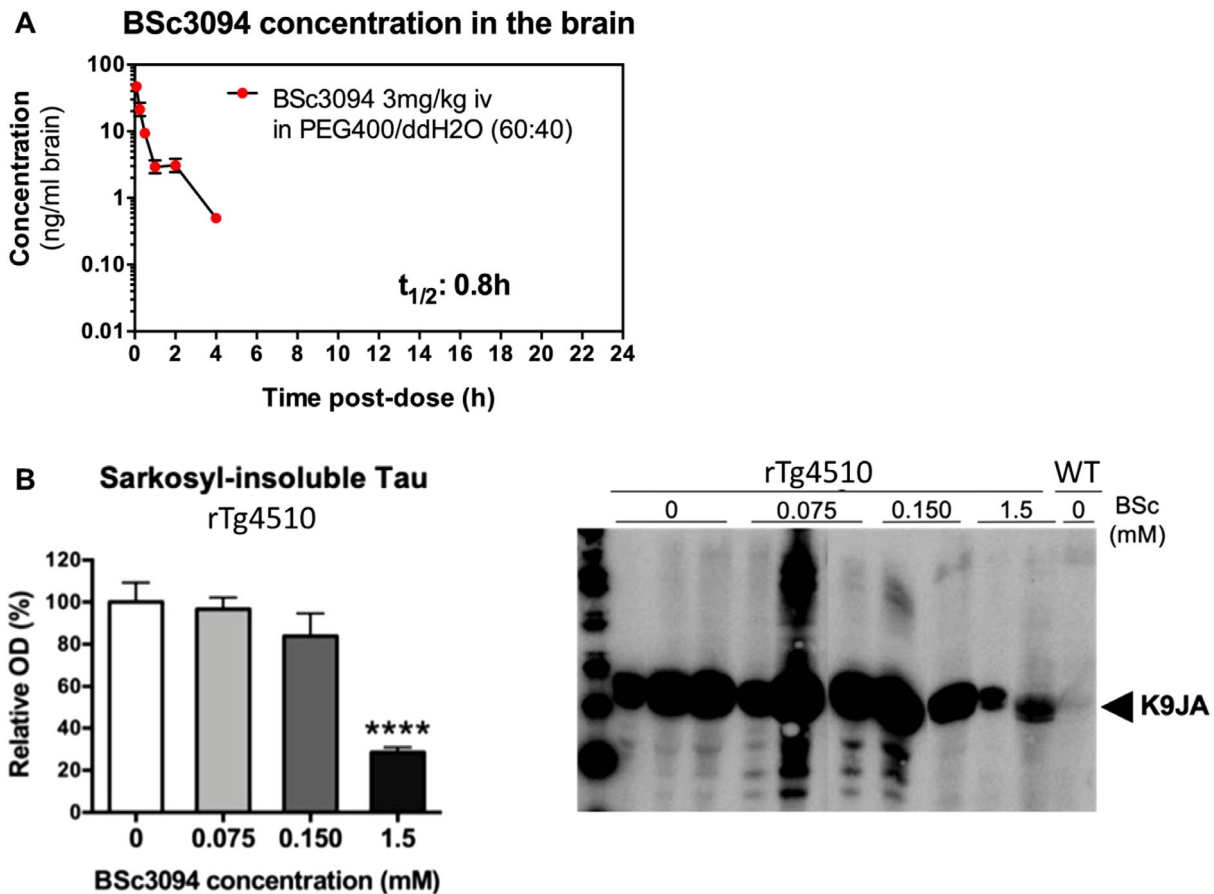 A
BSc3094 concentration in the brain
Concentration
(ng/ml brain)
100
10
1
0.10
0.01
BSc3094 3mg/kg iv
in PEG400/ddH2O (60:40)
t1/2: 0.8h
0 2 4 6 8 10 12 14 16 18 20 22 24
Time post-dose (h)
B
Sarkosyl-insoluble Tau
rTg4510
Relative OD (%)
120
100
80
60
40
20
0
****
0 0.075 0.150 1.5
BSc3094 concentration (mM)
rTg4510 WT
0 0.075 0.150 1.5 0 BSc
(mM)
K9JA